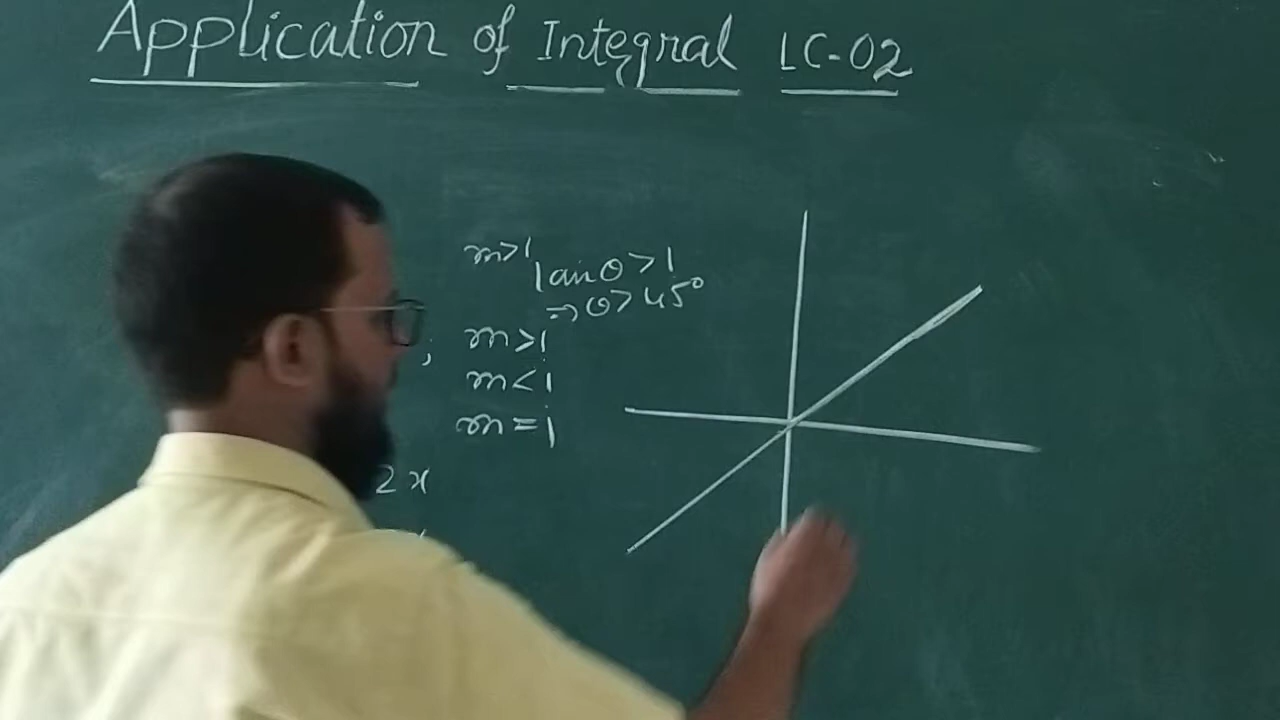 Application of Integral LC-02
m>1
tanθ>1
⇒θ>45°
; m>1
m<1
m=1
2x